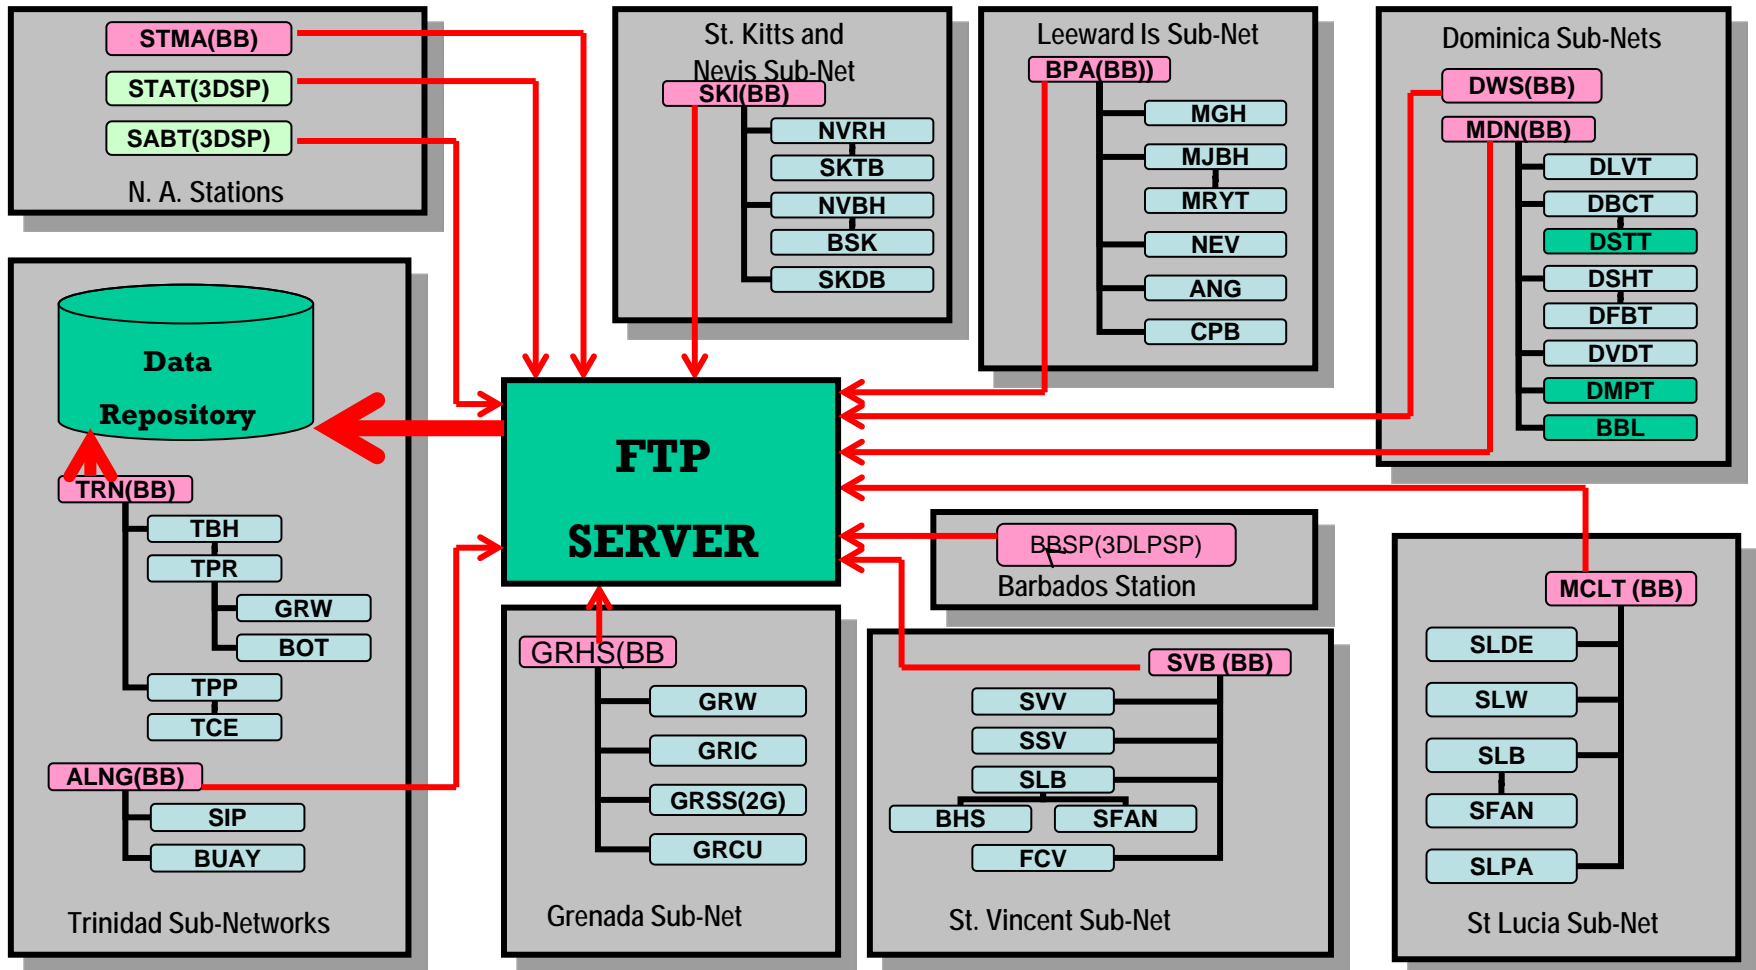 STMA(BB)
STAT(3DSP)
SABT(3DSP)
N. A. Stations
St. Kitts and
Nevis Sub-Net
SKI(BB)
NVRH
SKTB
NVBH
BSK
SKDB
Leeward Is Sub-Net
BPA(BB))
MGH
MJBH
MRYT
NEV
ANG
CPB
Dominica Sub-Nets
DWS(BB)
MDN(BB)
DLVT
DBCT
DSTT
DSHT
DFBT
DVDT
DMPT
BBL
Data
Repository
TRN(BB)
TBH
TPR
GRW
BOT
TPP
TCE
ALNG(BB)
SIP
BUAY
Trinidad Sub-Networks
FTP
SERVER
GRHS(BB
GRW
GRIC
GRSS(2G)
GRCU
Grenada Sub-Net
BBSP(3DLPSP)
Barbados Station
SVB (BB)
SVV
SSV
SLB
BHS
SFAN
FCV
St. Vincent Sub-Net
MCLT (BB)
SLDE
SLW
SLB
SFAN
SLPA
St Lucia Sub-Net